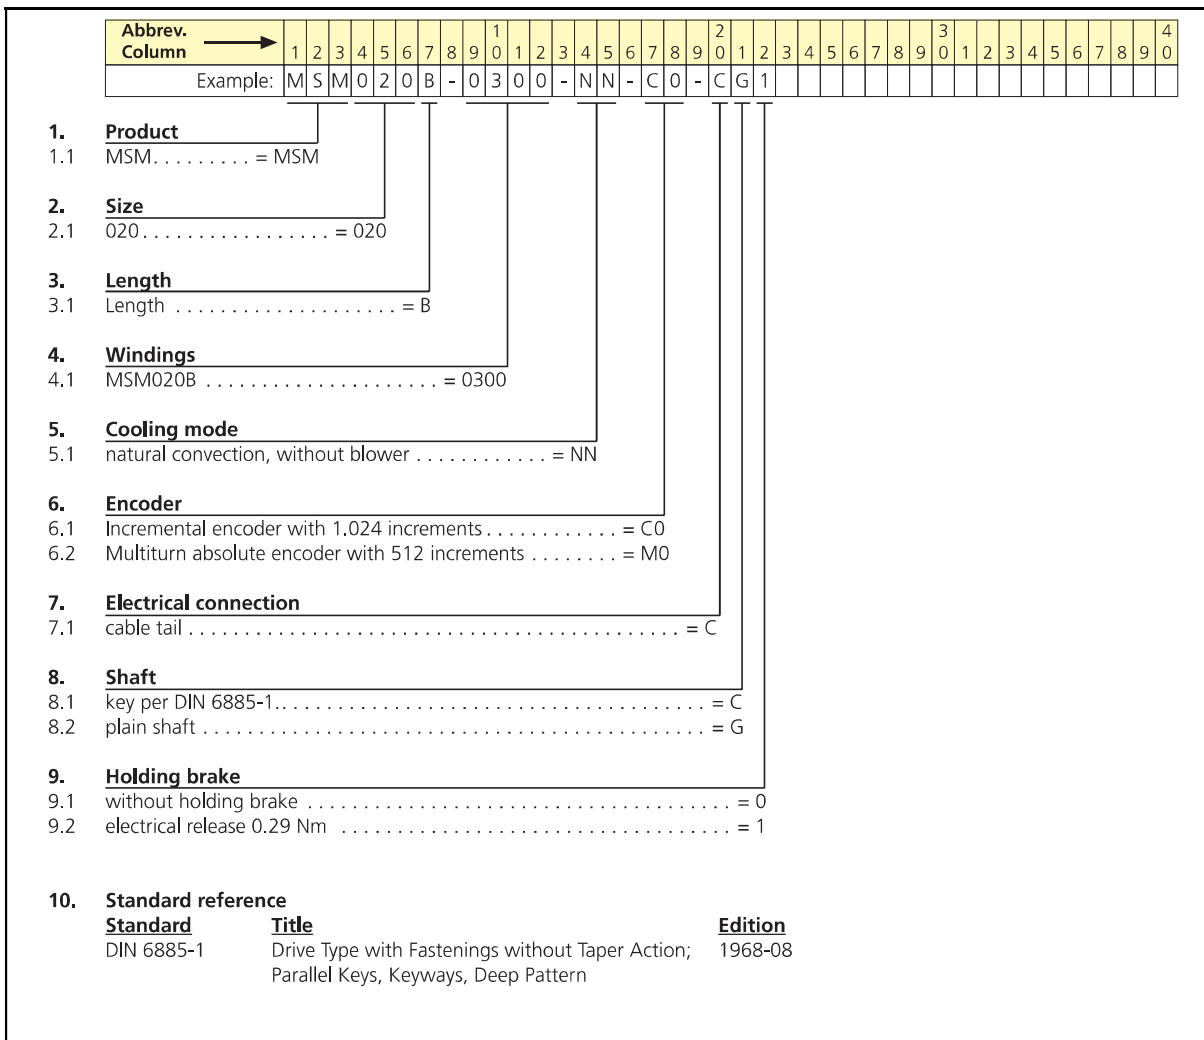 Abbrev. Column 1 2 3 4 5 6 7 8 9 10 1 2 3 4 5 6 7 8 9 20 1 2 3 4 5 6 7 8 9 30 1 2 3 4 5 6 7 8 9 40
Example: M S M 0 2 0 B - 0 3 0 0 - N N - C 0 - C G 1
1. Product
1.1 MSM. . . . . . . . . = MSM
2. Size
2.1 020. . . . . . . . . . . . . . . . . = 020
3. Length
3.1 Length . . . . . . . . . . . . . . . . . . . . = B
4. Windings
4.1 MSM020B . . . . . . . . . . . . . . . . . . . . . = 0300
5. Cooling mode
5.1 natural convection, without blower . . . . . . . . . . . . = NN
6. Encoder
6.1 Incremental encoder with 1.024 increments. . . . . . . . . . . . = C0
6.2 Multiturn absolute encoder with 512 increments . . . . . . . . = M0
7. Electrical connection
7.1 cable tail . . . . . . . . . . . . . . . . . . . . . . . . . . . . . . . . . . . . . . . . . . . . . = C
8. Shaft
8.1 key per DIN 6885-1.. . . . . . . . . . . . . . . . . . . . . . . . . . . . . . . . . . . . . . . = C
8.2 plain shaft . . . . . . . . . . . . . . . . . . . . . . . . . . . . . . . . . . . . . . . . . . . . . = G
9. Holding brake
9.1 without holding brake . . . . . . . . . . . . . . . . . . . . . . . . . . . . . . . . . . . . . . = 0
9.2 electrical release 0.29 Nm . . . . . . . . . . . . . . . . . . . . . . . . . . . . . . . . . . . = 1
10. Standard reference
Standard Title Edition
DIN 6885-1 Drive Type with Fastenings without Taper Action; 1968-08
Parallel Keys, Keyways, Deep Pattern